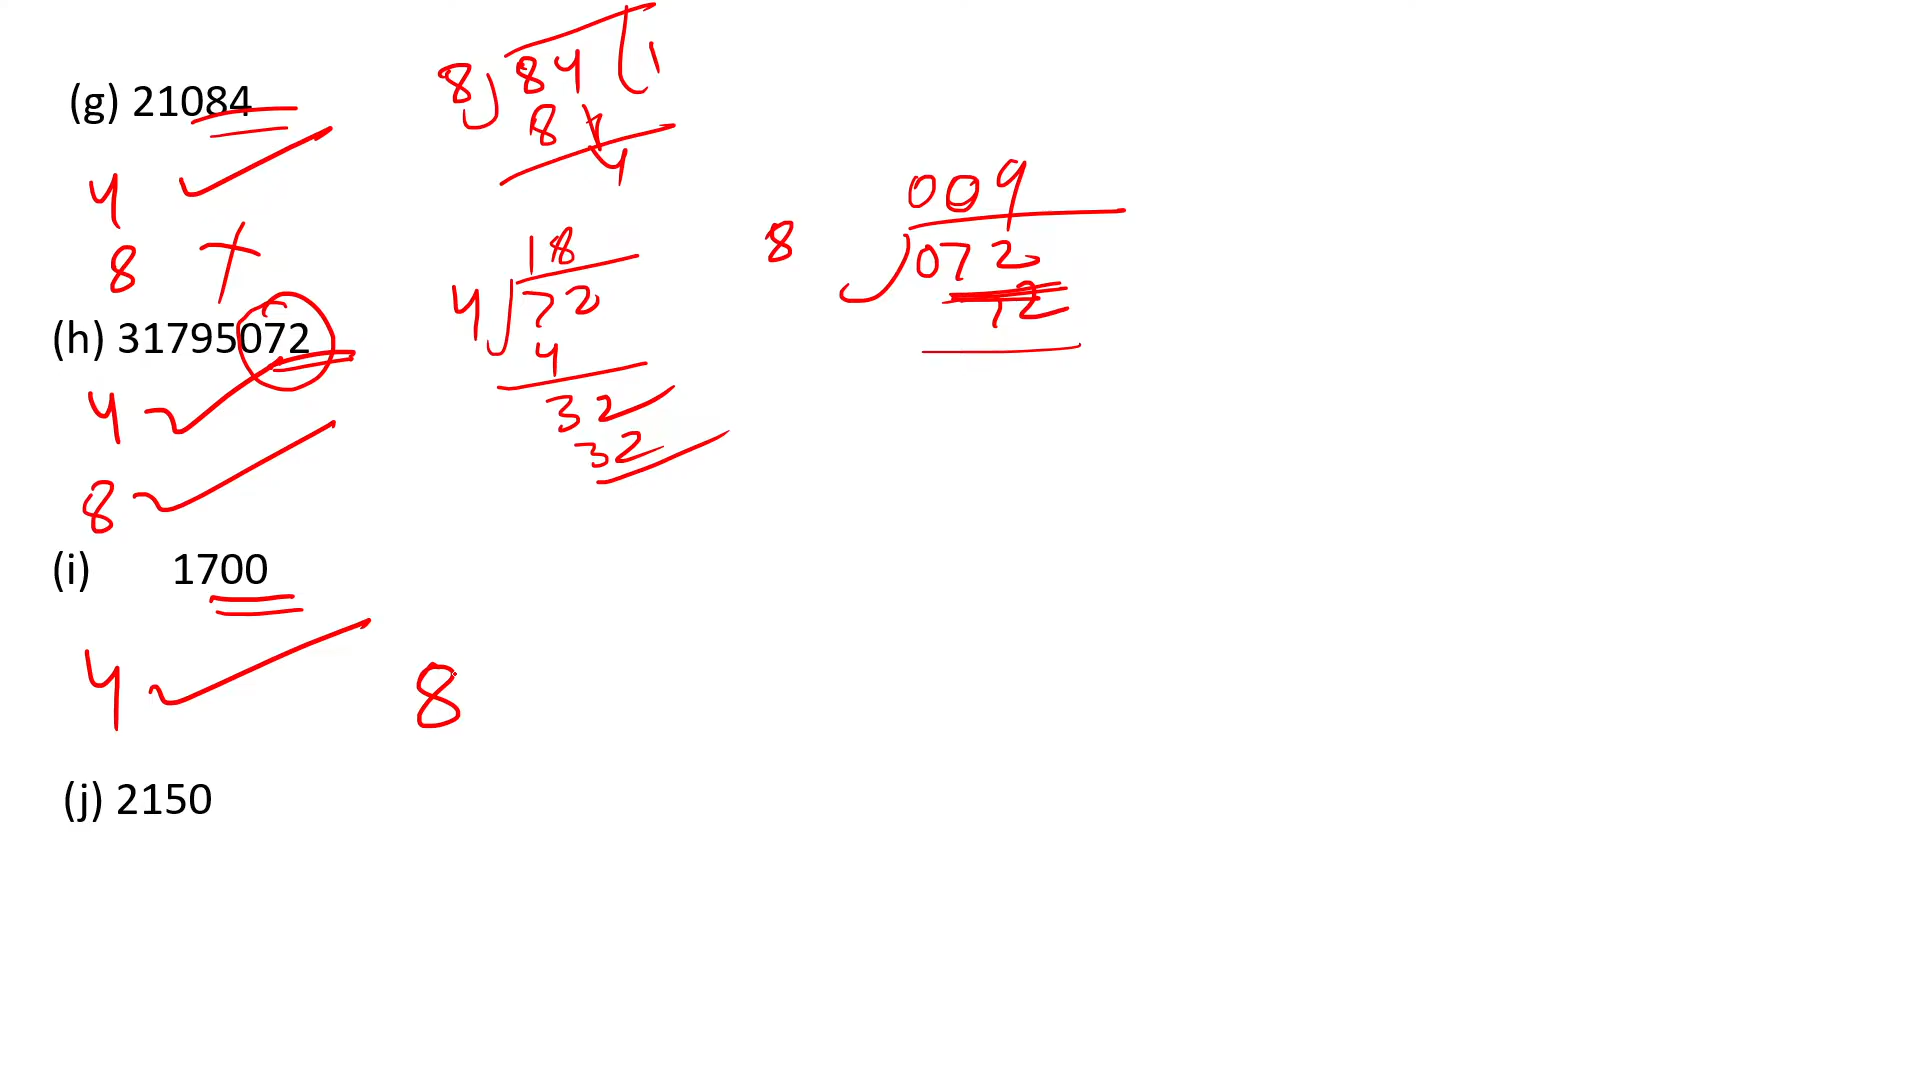 (g) 21084
4 ✓
8 ✗
8) 84 (1
8
4
(h) 31795072
4 ✓
8 ✓
18
4) 72
4
32
32
009
8 ) 072
72
(i) 1700
4 ✓ 8
(j) 2150